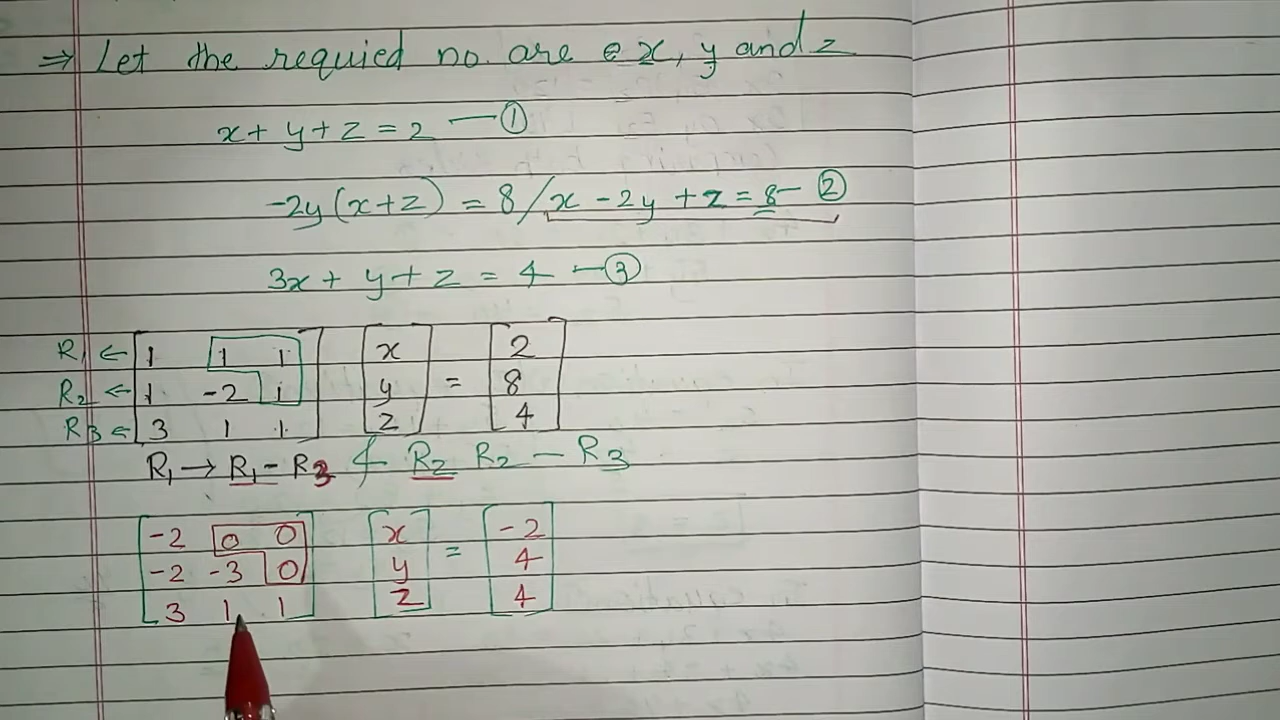 ⇒ Let the requied no. are x, y and z
x + y + z = 2 — ①
-2y (x+z) = 8 / x - 2y + z = 8 — ②
3x + y + z = 4 — ③
R1 ← [1 1 1] [x] = [2]
R2 ← [1 -2 1] [y] = [8]
R3 ← [3 1 1] [z] = [4]
R1 → R1 - R3 & R2 R2 - R3
[-2 0 0] [x] = [-2]
[-2 -3 0] [y] = [4]
[3 1 1] [z] = [4]